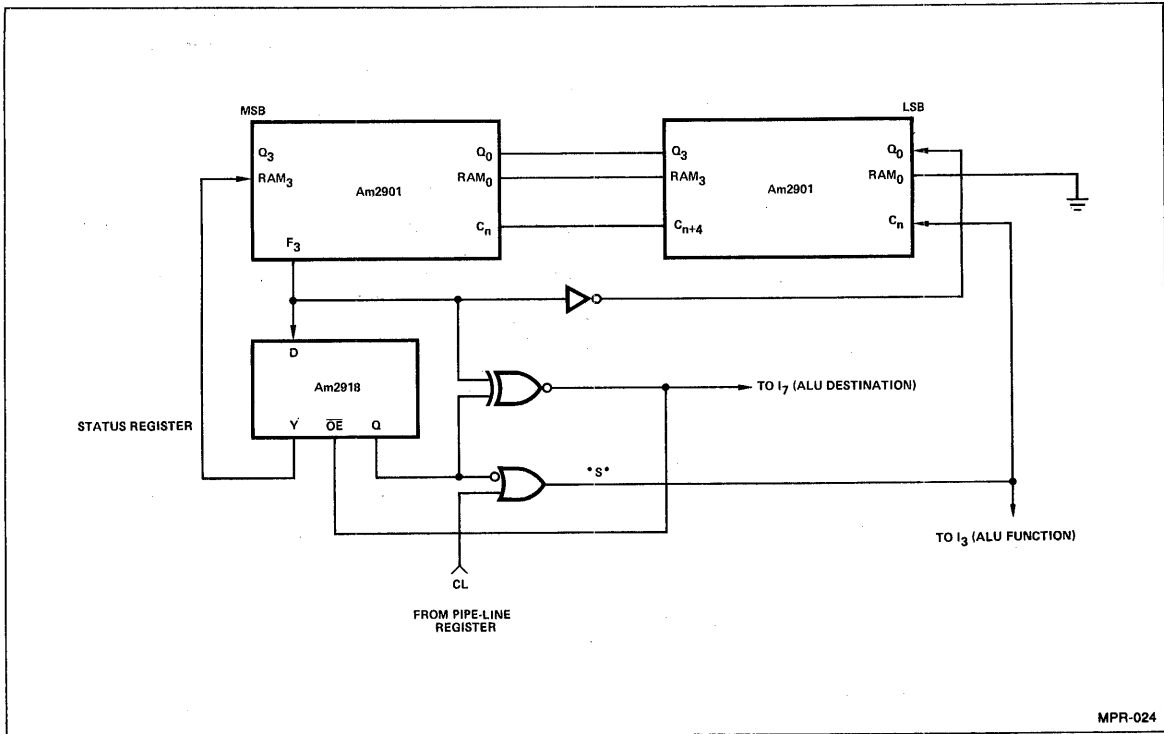 MSB
LSB
Q3
RAM3
Am2901
Q0
RAM0
Cn
F3
Q3
RAM3
Cn+4
Am2901
Q0
RAM0
Cn
D
Am2918
Y
OE
Q
STATUS REGISTER
TO I7 (ALU DESTINATION)
"S"
TO I3 (ALU FUNCTION)
CL
FROM PIPE-LINE
REGISTER
MPR-024